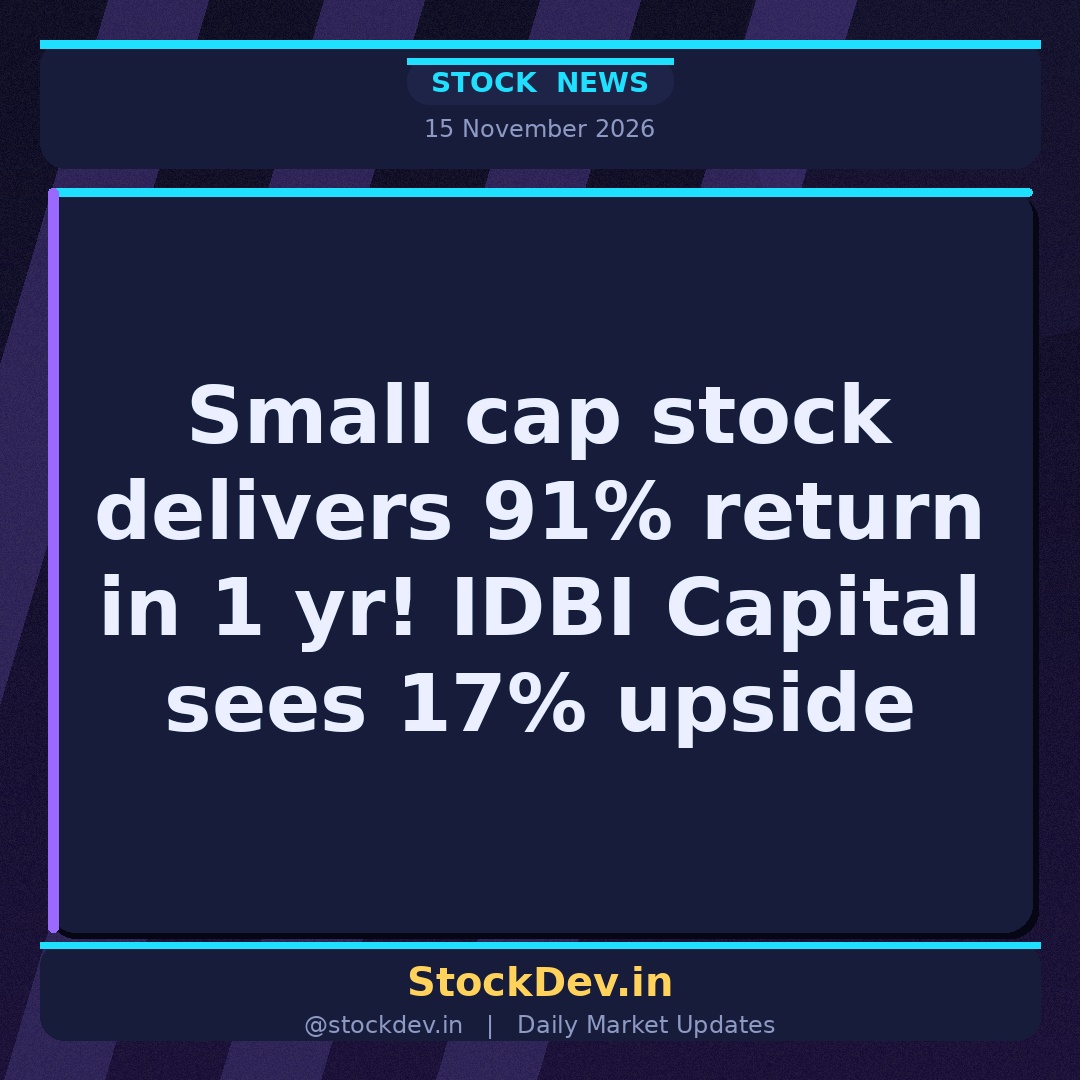 STOCK NEWS
15 November 2026
Small cap stock
delivers 91% return
in 1 yr! IDBI Capital
sees 17% upside
StockDev.in
@stockdev.in | Daily Market Updates